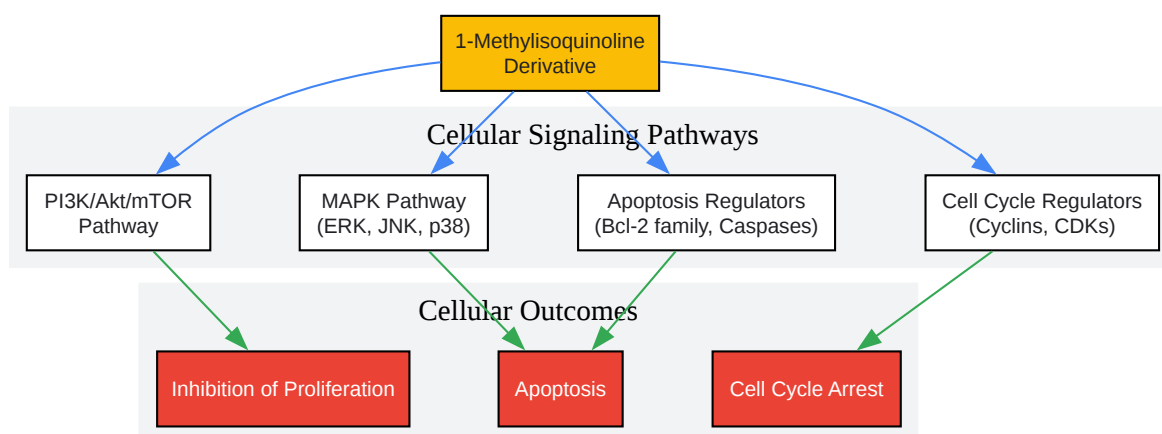 1-Methylisoquinoline
Derivative
Cellular Signaling Pathways
PI3K/Akt/mTOR
Pathway
MAPK Pathway
(ERK, JNK, p38)
Apoptosis Regulators
(Bcl-2 family, Caspases)
Cell Cycle Regulators
(Cyclins, CDKs)
Cellular Outcomes
Inhibition of Proliferation
Apoptosis
Cell Cycle Arrest